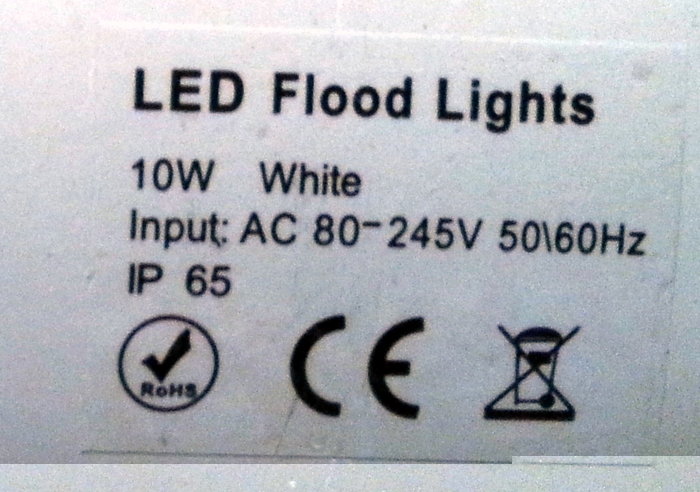 LED Flood Lights
10W White
Input: AC 80-245V 50\60Hz
IP 65
RoHS
CE